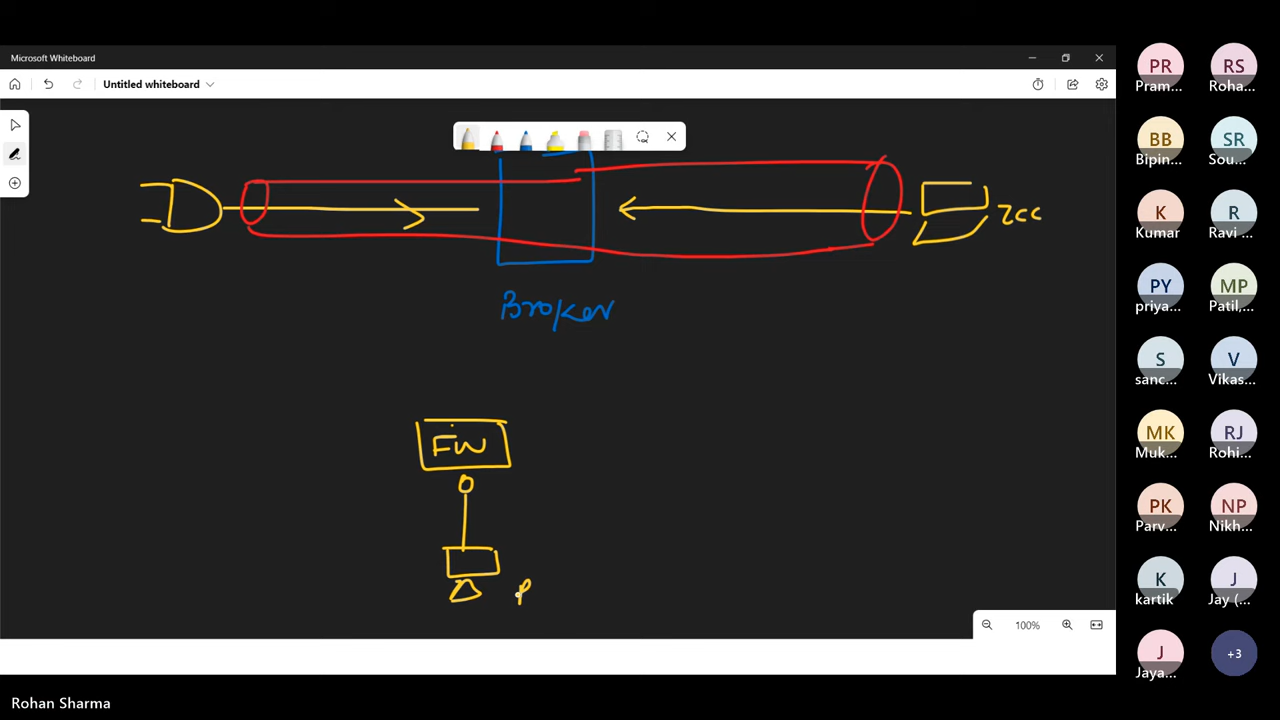 Microsoft Whiteboard
Untitled whiteboard
zcc
Broker
FW
P
100%
PR
Pram...
RS
Roha...
BB
Bipin...
SR
Sou...
K
Kumar
R
Ravi ...
PY
priya...
MP
Patil,...
S
sanc...
V
Vikas...
MK
Muk...
RJ
Rohi...
PK
Parv...
NP
Nikh...
K
kartik
J
Jay (...
J
Jaya...
+3
Rohan Sharma